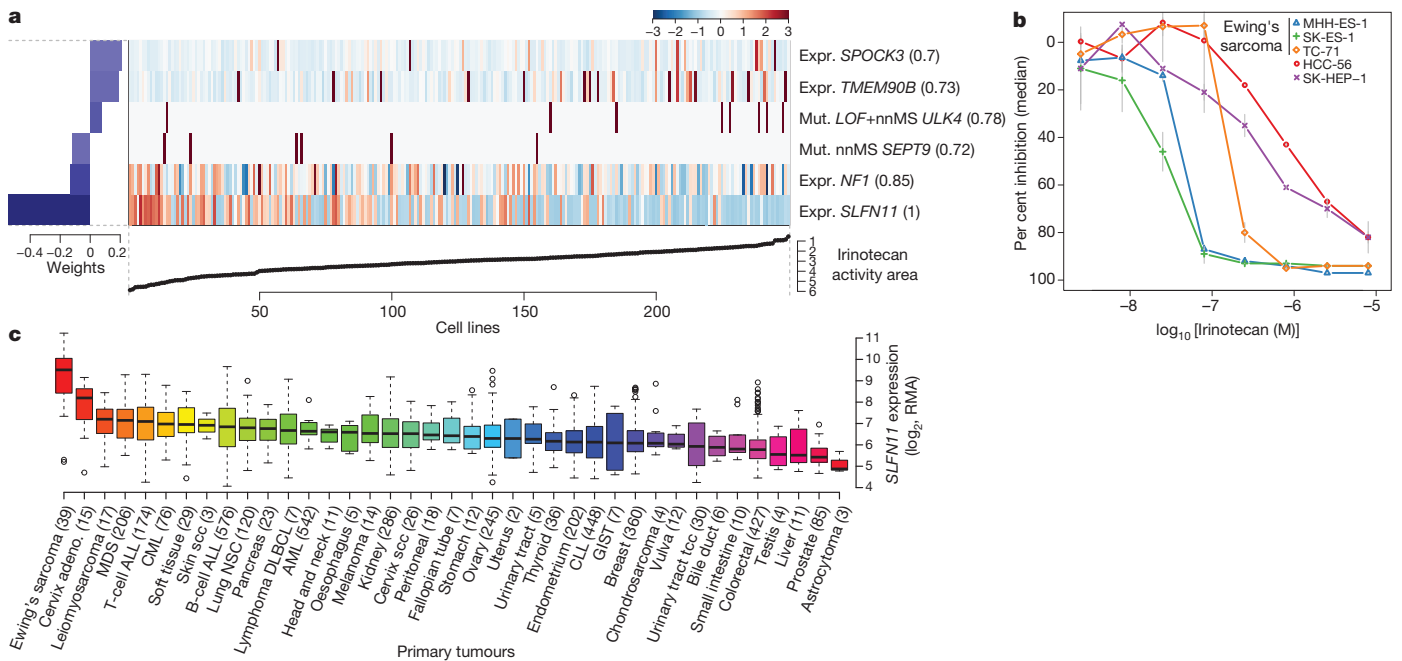 a
−3 −2 −1 0 1 2 3
Expr. SPOCK3 (0.7)
Expr. TMEM90B (0.73)
Mut. LOF+nnMS ULK4 (0.78)
Mut. nnMS SEPT9 (0.72)
Expr. NF1 (0.85)
Expr. SLFN11 (1)
−0.4 −0.2 0 0.2
Weights
1
2
3
4
5
6
Irinotecan
activity area
50 100 150 200
Cell lines
b
Ewing's
sarcoma
MHH-ES-1
SK-ES-1
TC-71
HCC-56
SK-HEP-1
0
20
40
60
80
100
Per cent inhibition (median)
−8 −7 −6 −5
log10 [Irinotecan (M)]
c
11
10
9
8
7
6
5
4
SLFN11 expression
(log2, RMA)
Ewing's sarcoma (39)
Cervix adeno. (15)
Leiomyosarcoma (17)
MDS (206)
T-cell ALL (174)
CML (76)
Soft tissue (29)
Skin scc (3)
B-cell ALL (576)
Lung NSC (120)
Pancreas (23)
Lymphoma DLBCL (7)
AML (542)
Head and neck (11)
Oesophagus (5)
Melanoma (14)
Kidney (286)
Cervix scc (26)
Peritoneal (18)
Fallopian tube (7)
Stomach (12)
Ovary (245)
Uterus (2)
Urinary tract (5)
Thyroid (36)
Endometrium (202)
CLL (448)
GIST (7)
Breast (360)
Chondrosarcoma (4)
Vulva (12)
Urinary tract tcc (30)
Bile duct (6)
Small intestine (10)
Colorectal (427)
Testis (4)
Liver (11)
Prostate (85)
Astrocytoma (3)
Primary tumours